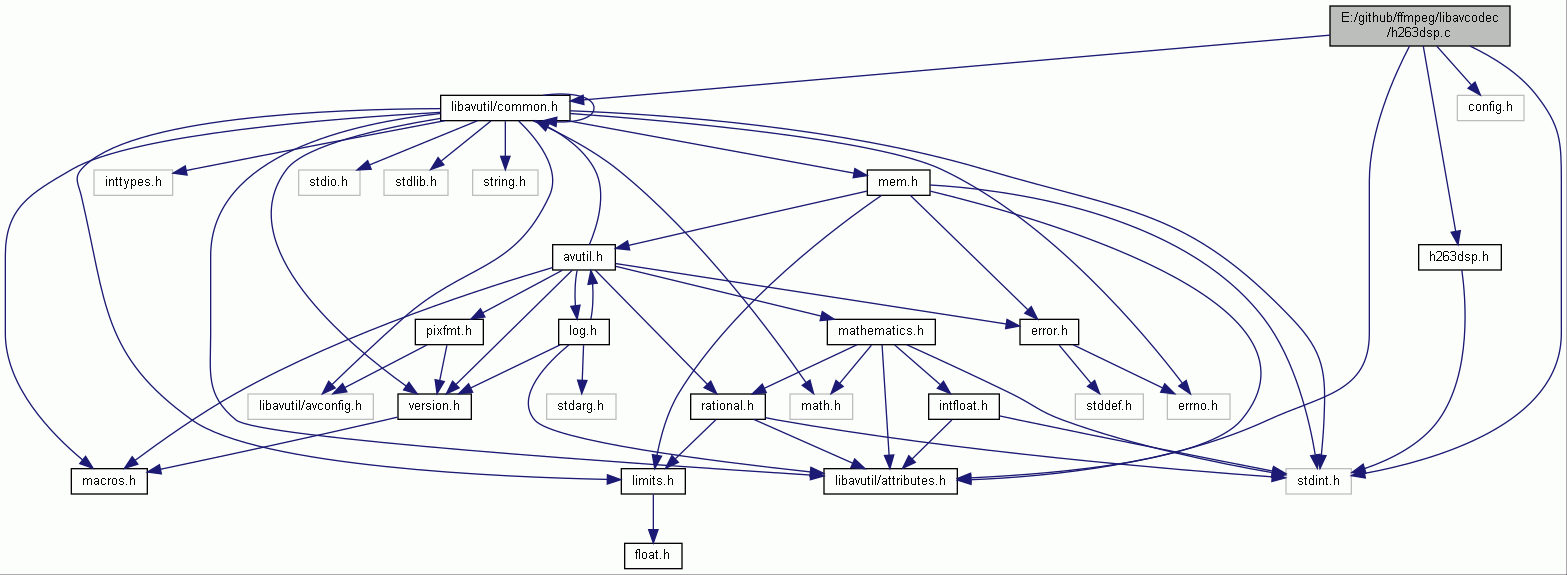 E:/github/ffmpeg/libavcodec
/h263dsp.c
libavutil/common.h
config.h
inttypes.h
stdio.h
stdlib.h
string.h
mem.h
avutil.h
h263dsp.h
pixfmt.h
log.h
mathematics.h
error.h
libavutil/avconfig.h
version.h
stdarg.h
rational.h
math.h
intfloat.h
stddef.h
errno.h
macros.h
limits.h
libavutil/attributes.h
stdint.h
float.h